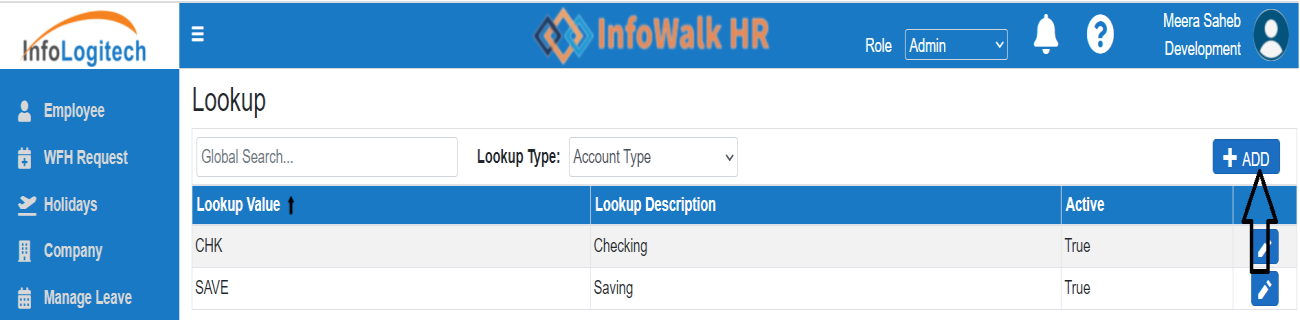 InfoLogitech
InfoWalk HR
Role Admin
Meera Saheb
Development
?
Employee
WFH Request
Holidays
Company
Manage Leave
Lookup
Global Search... Lookup Type: Account Type + ADD
Lookup Value Lookup Description Active
CHK Checking True
SAVE Saving True